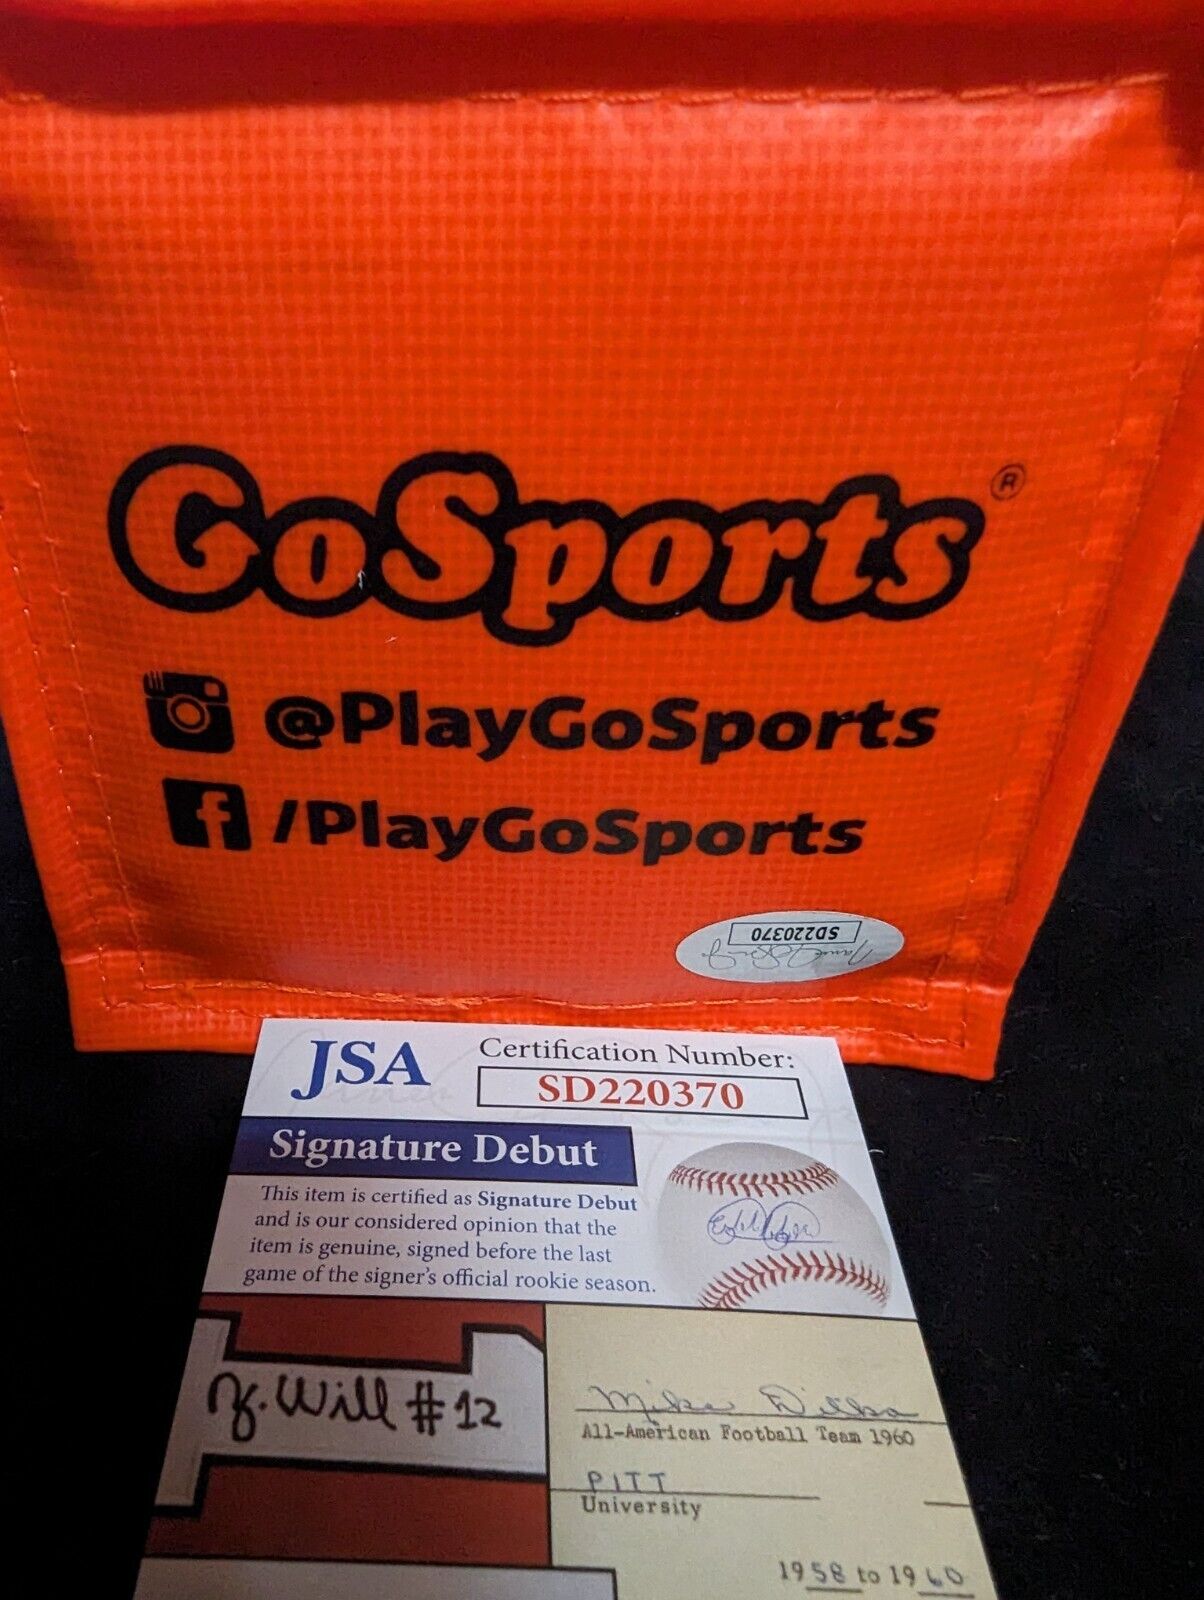 GoSports®
@PlayGoSports
/PlayGoSports
SD220370
JSA
Certification Number:
SD220370
Signature Debut
This item is certified as Signature Debut
and is our considered opinion that the
item is genuine, signed before the last
game of the signer's official rookie season.
Will #12
Mike Ditka
All-American Football Team 1960
PITT
University
1958 to 1960